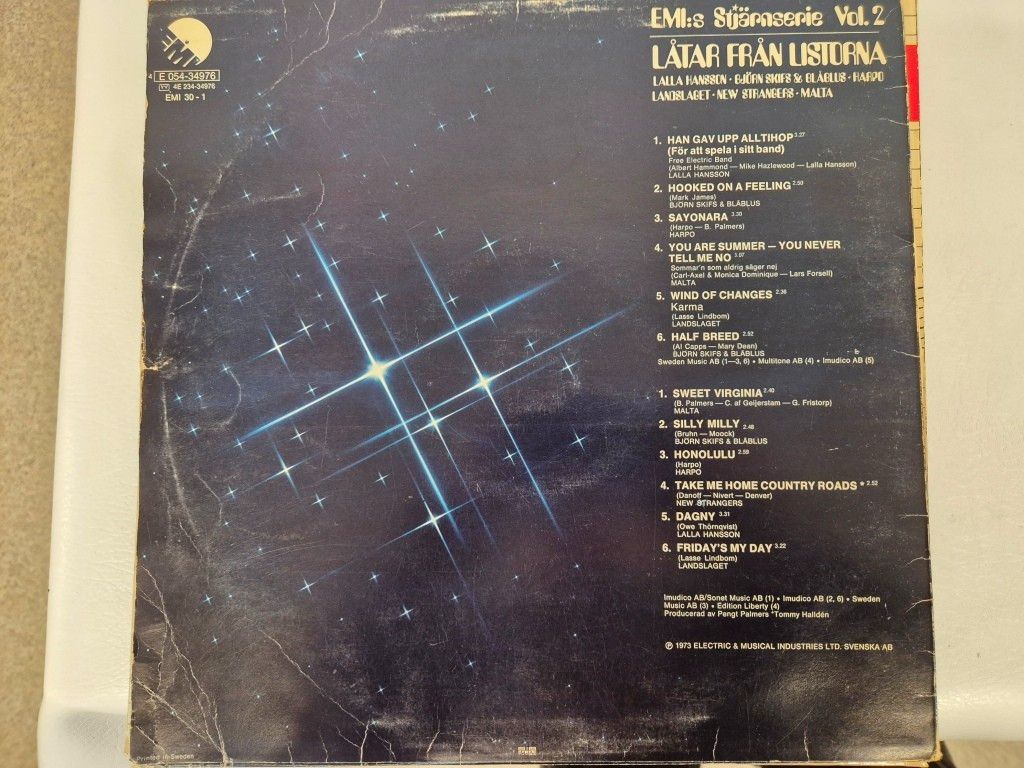 EMI
4
E 054-34976
4E 234-34976
EMI 30 - 1
EMI:s Stjärnserie Vol. 2
LÅTAR FRÅN LISTORNA
LALLA HANSSON · BJÖRN SKIFS & BLÅBLUS · HARPO
LANDSLAGET · NEW STRANGERS · MALTA
1. HAN GAV UPP ALLTIHOP 3.27
(För att spela i sitt band)
Free Electric Band
(Albert Hammond — Mike Hazlewood — Lalla Hansson)
LALLA HANSSON
2. HOOKED ON A FEELING 2.50
(Mark James)
BJÖRN SKIFS & BLÅBLUS
3. SAYONARA 3.30
(Harpo — B. Palmers)
HARPO
4. YOU ARE SUMMER — YOU NEVER
TELL ME NO 3.07
Sommar'n som aldrig säger nej
(Carl-Axel & Monica Dominique — Lars Forsell)
MALTA
5. WIND OF CHANGES 2.36
Karma
(Lasse Lindbom)
LANDSLAGET
6. HALF BREED 2.52
(Al Capps — Mary Dean)
BJÖRN SKIFS & BLÅBLUS
Sweden Music AB (1—3, 6) • Multitone AB (4) • Imudico AB (5)
1. SWEET VIRGINIA 2.40
(B. Palmers — C. af Geijerstam — G. Fristorp)
MALTA
2. SILLY MILLY 2.48
(Bruhn — Moock)
BJÖRN SKIFS & BLÅBLUS
3. HONOLULU 2.59
(Harpo)
HARPO
4. TAKE ME HOME COUNTRY ROADS * 2.52
(Danoff — Nivert — Denver)
NEW STRANGERS
5. DAGNY 3.31
(Owe Thörnqvist)
LALLA HANSSON
6. FRIDAY'S MY DAY 3.22
(Lasse Lindbom)
LANDSLAGET
Imudico AB/Sonet Music AB (1) • Imudico AB (2, 6) • Sweden
Music AB (3) • Edition Liberty (4)
Producerad av Pengt Palmers *Tommy Halldén
℗ 1973 ELECTRIC & MUSICAL INDUSTRIES LTD. SVENSKA AB
Printed in Sweden